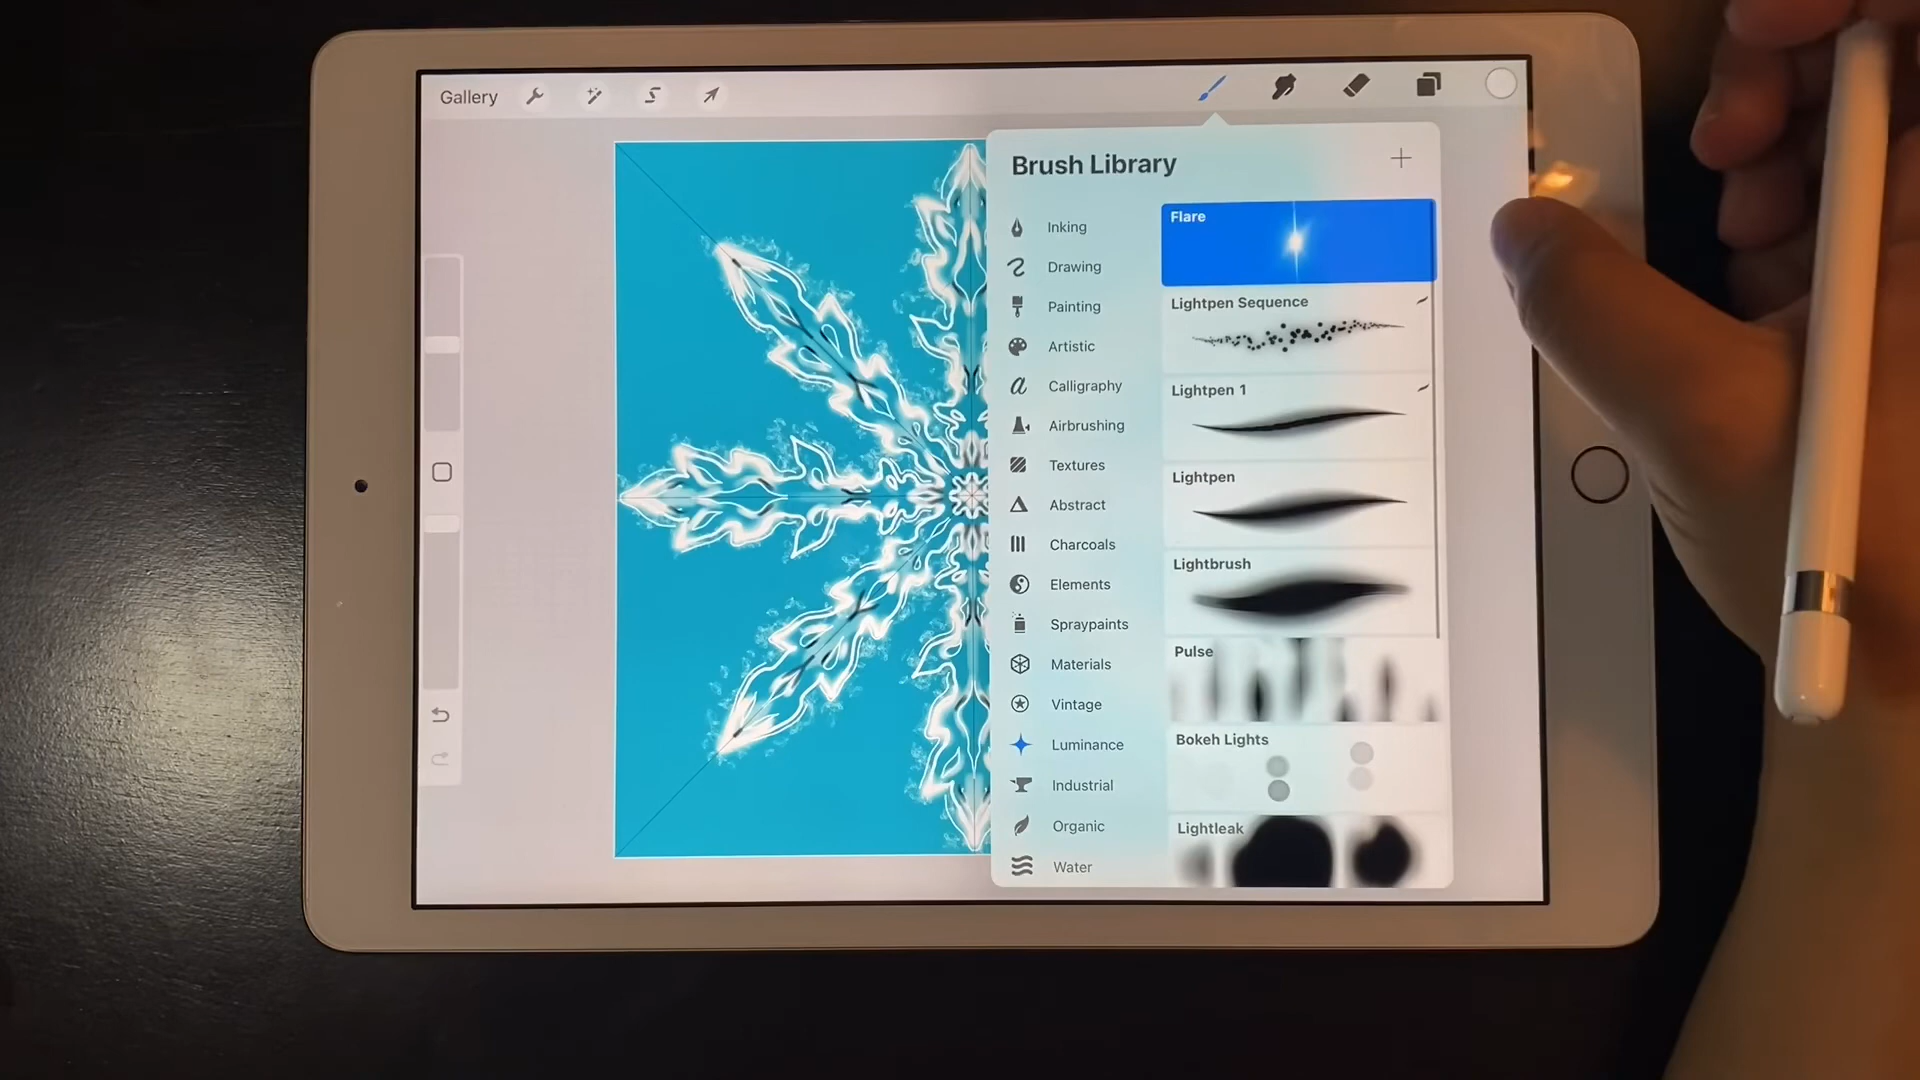 Gallery
Brush Library
Inking
Drawing
Painting
Artistic
Calligraphy
Airbrushing
Textures
Abstract
Charcoals
Elements
Spraypaints
Materials
Vintage
Luminance
Industrial
Organic
Water
Flare
Lightpen Sequence
Lightpen 1
Lightpen
Lightbrush
Pulse
Bokeh Lights
Lightleak